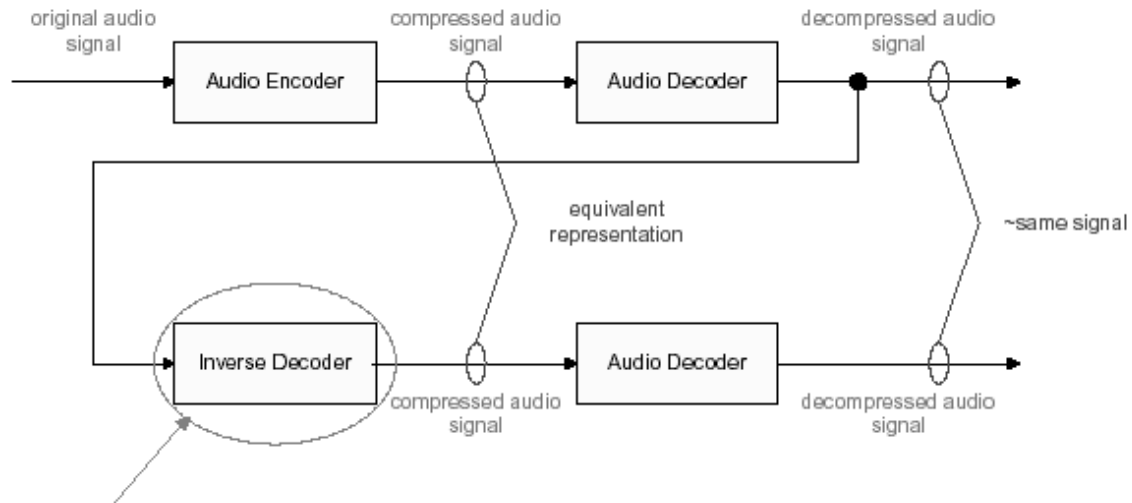 original audio
signal
compressed audio
signal
decompressed audio
signal
Audio Encoder
Audio Decoder
equivalent
representation
~same signal
Inverse Decoder
Audio Decoder
compressed audio
signal
decompressed audio
signal